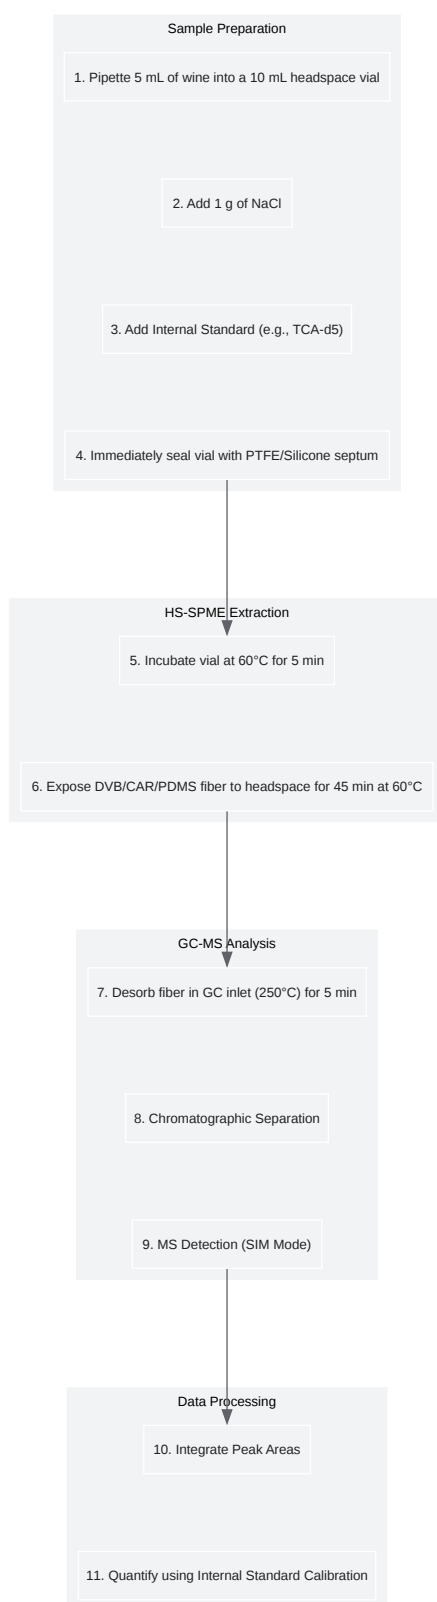 Sample Preparation
1. Pipette 5 mL of wine into a 10 mL headspace vial
2. Add 1 g of NaCl
3. Add Internal Standard (e.g., TCA-d5)
4. Immediately seal vial with PTFE/Silicone septum
HS-SPME Extraction
5. Incubate vial at 60°C for 5 min
6. Expose DVB/CAR/PDMS fiber to headspace for 45 min at 60°C
GC-MS Analysis
7. Desorb fiber in GC inlet (250°C) for 5 min
8. Chromatographic Separation
9. MS Detection (SIM Mode)
Data Processing
10. Integrate Peak Areas
11. Quantify using Internal Standard Calibration